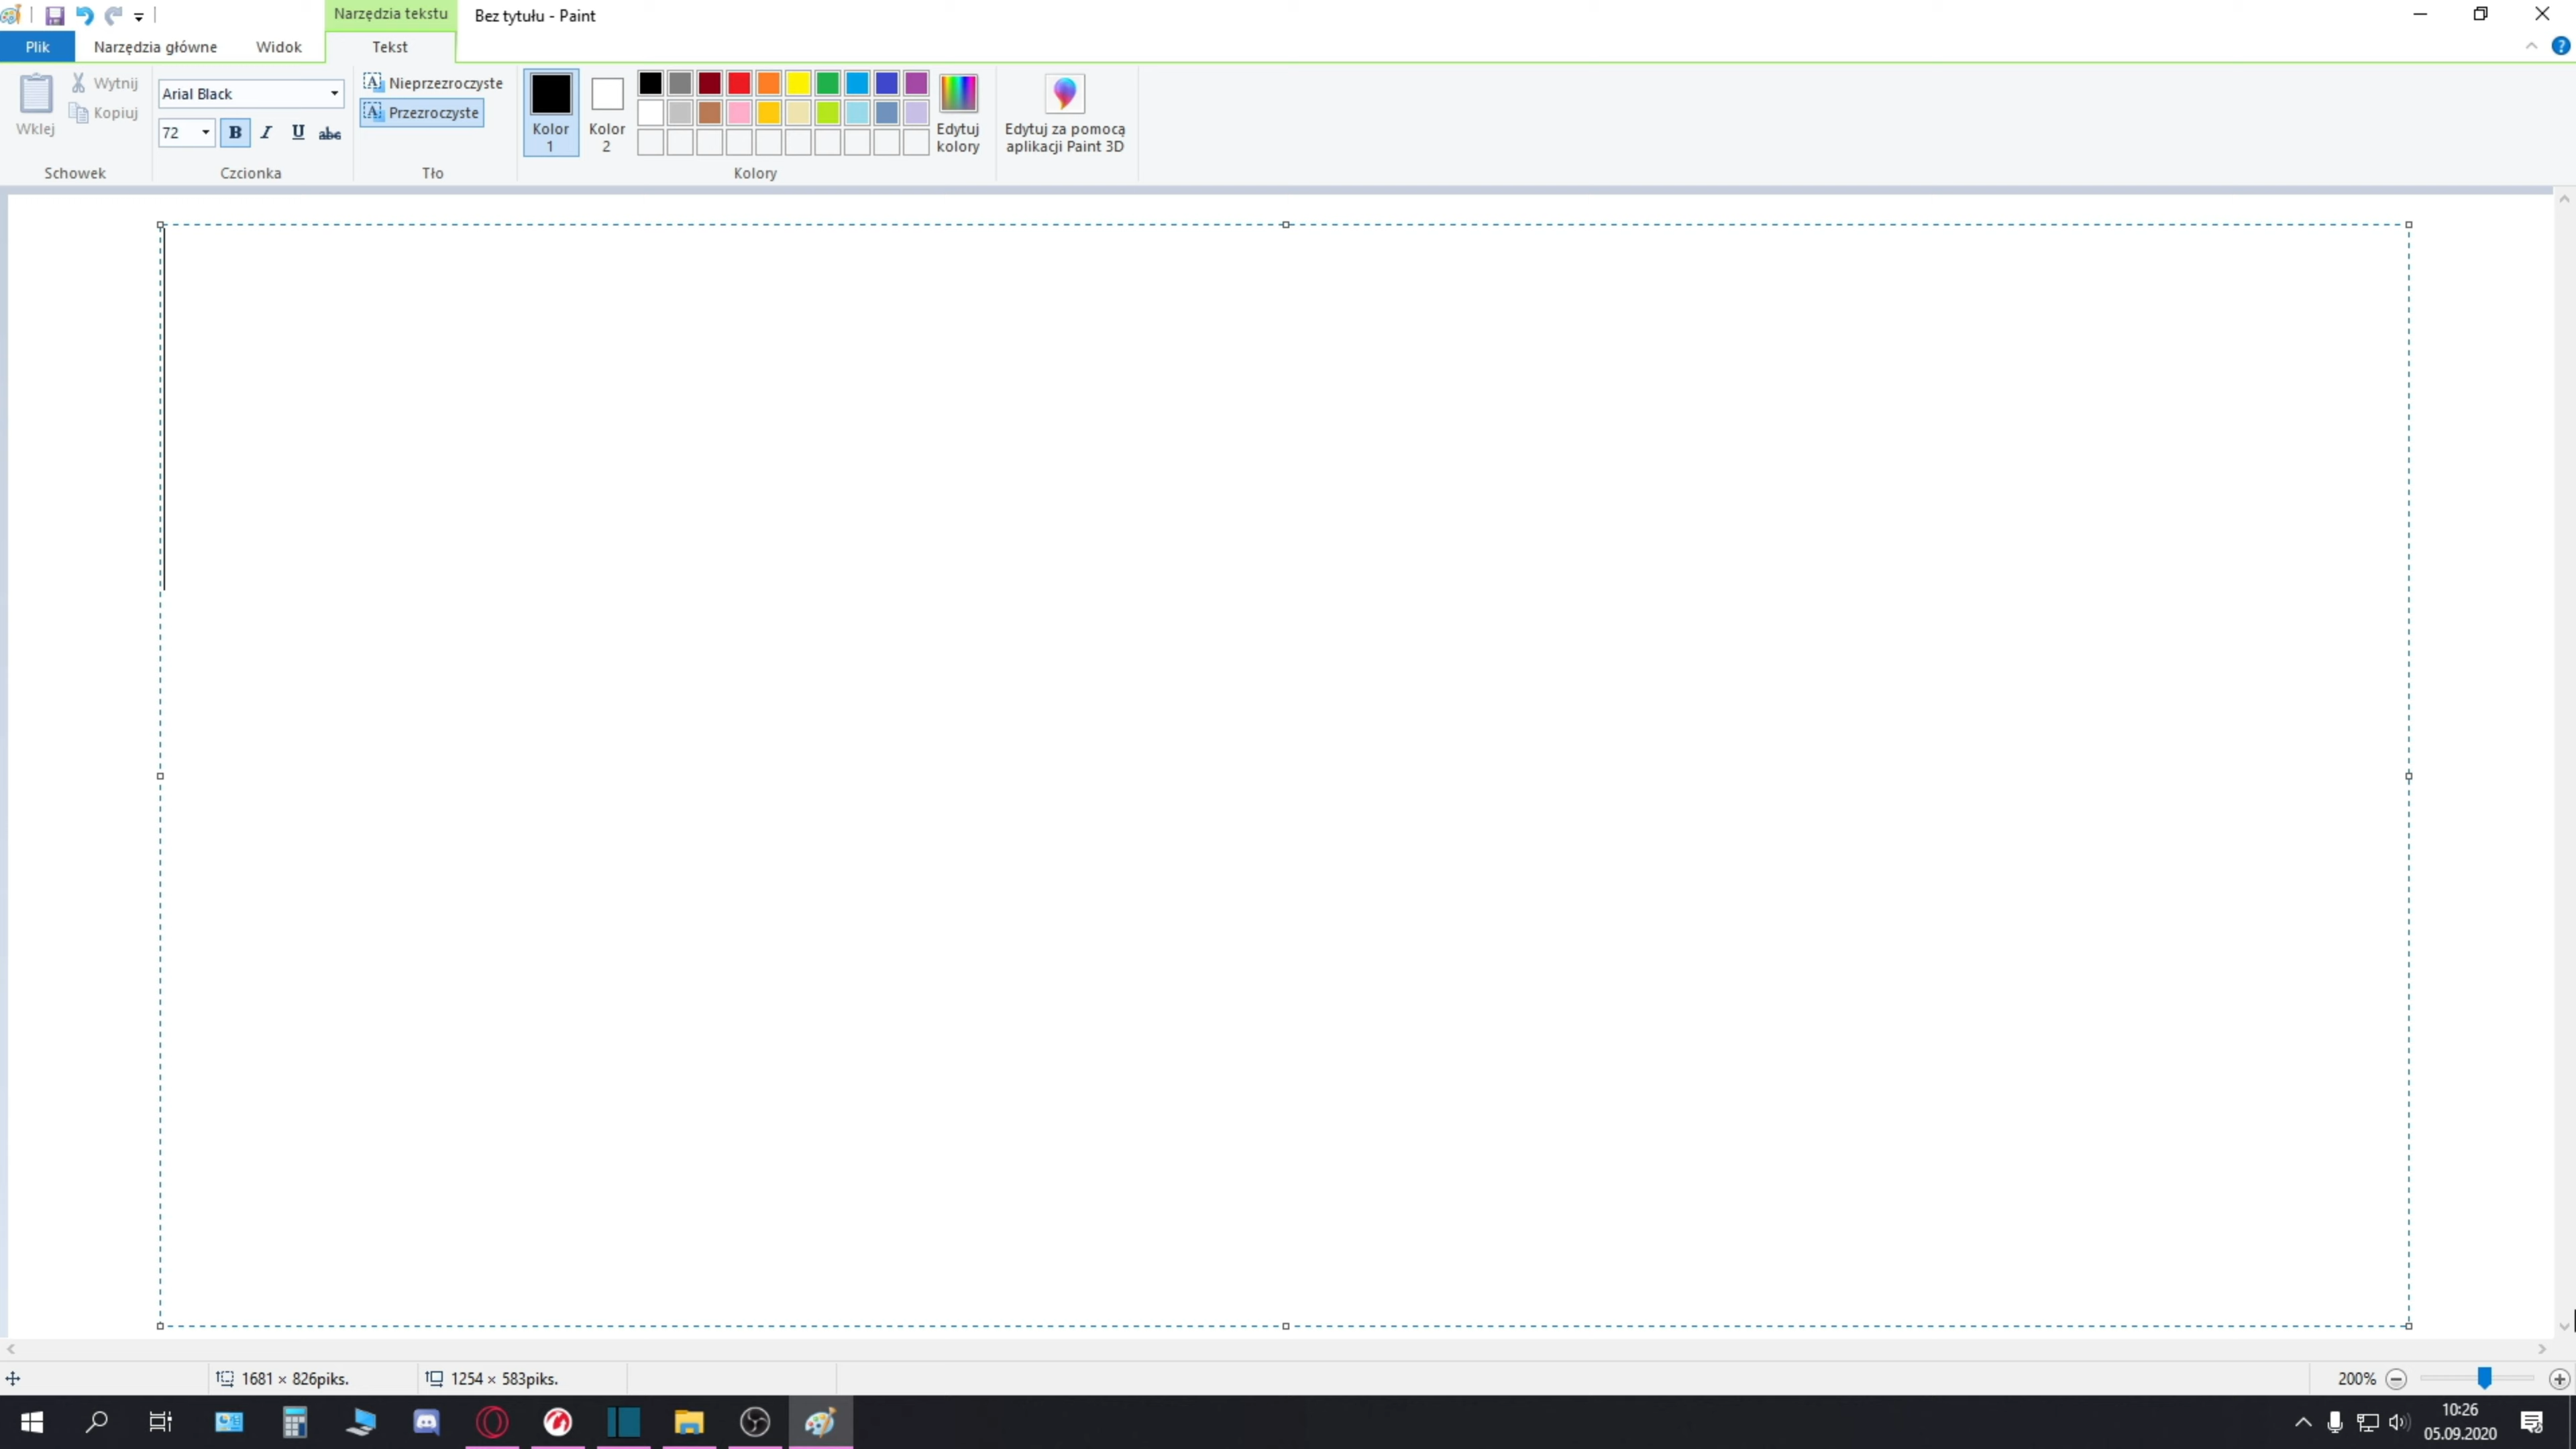 Narzędzia tekstu
Bez tytułu - Paint
Plik
Narzędzia główne
Widok
Tekst
Wklej
Wytnij
Kopiuj
Schowek
Arial Black
72
B I U abc
Czcionka
Nieprzezroczyste
Przezroczyste
Tło
Kolor
1
Kolor
2
Edytuj
kolory
Kolory
Edytuj za pomocą
aplikacji Paint 3D
1681 × 826piks.
1254 × 583piks.
200%
10:26
05.09.2020